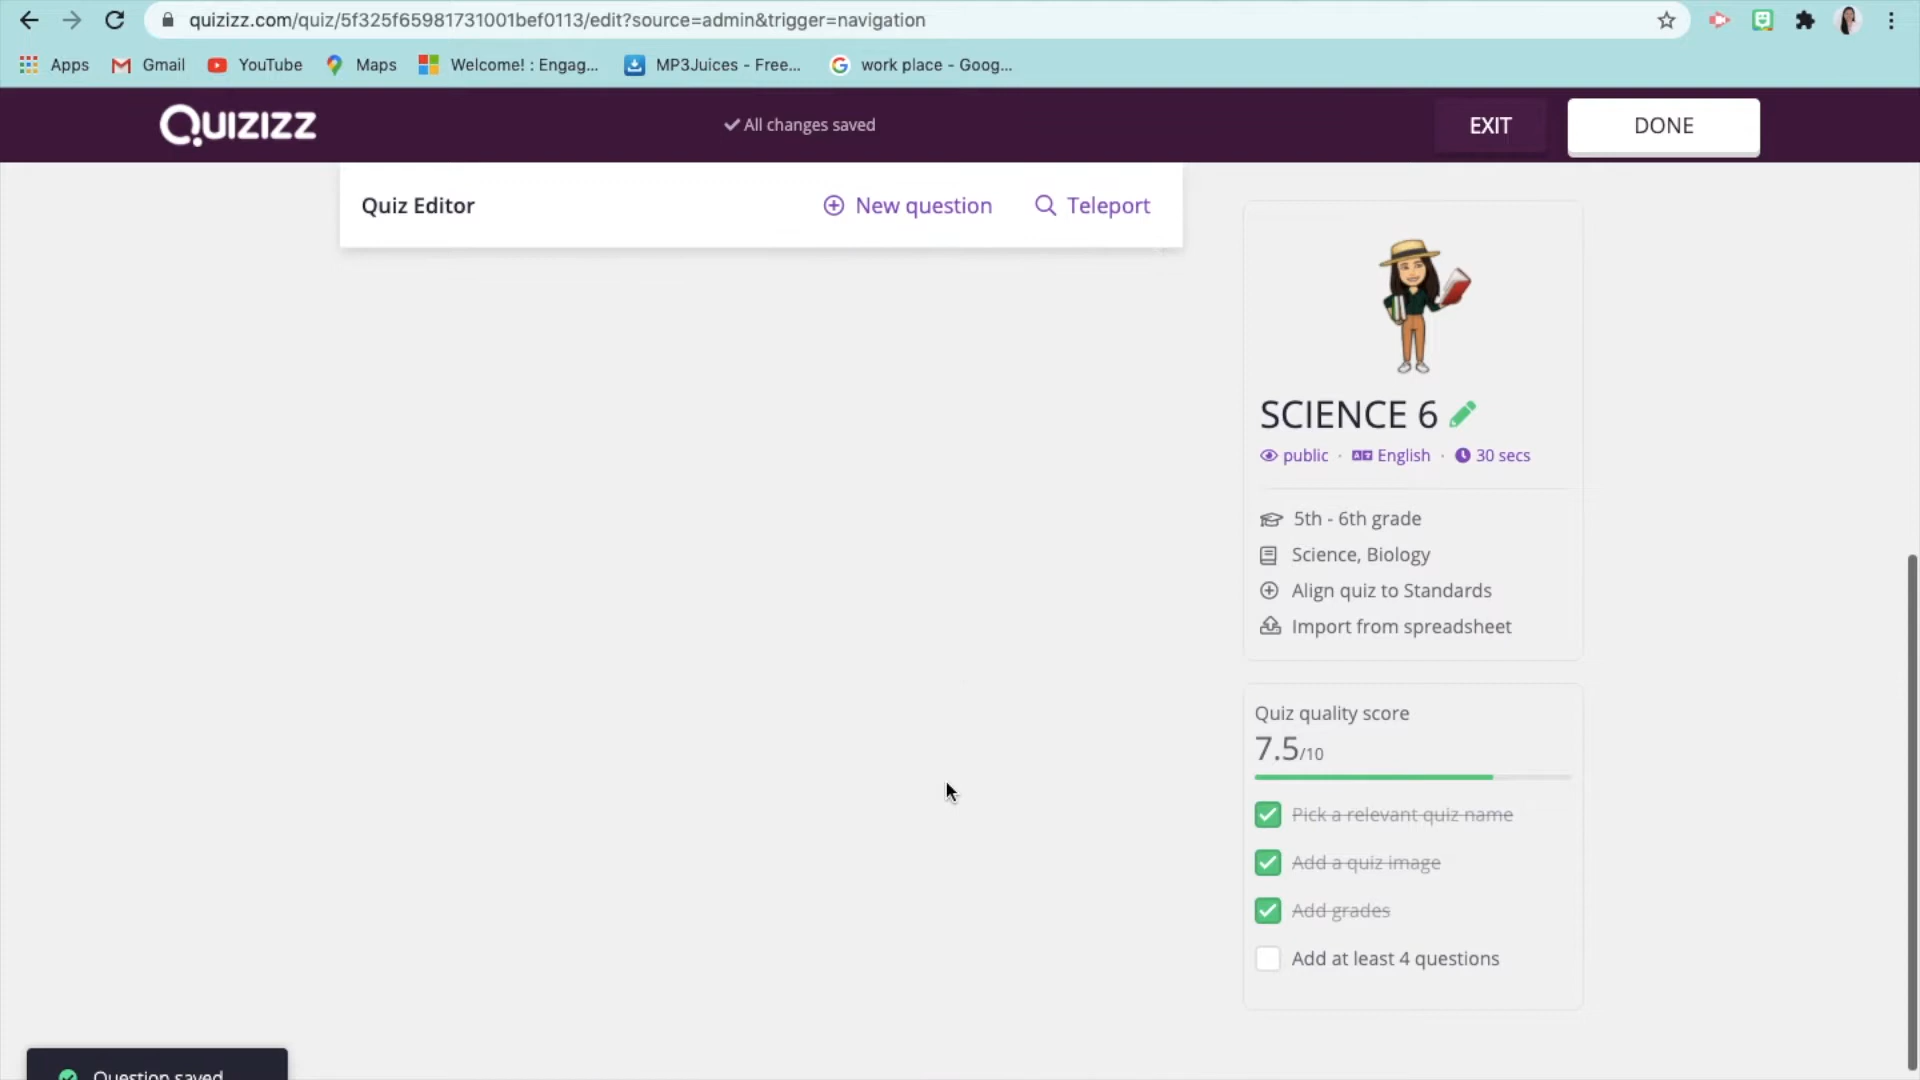 quizizz.com/quiz/5f325f65981731001bef0113/edit?source=admin&trigger=navigation
Apps Gmail YouTube Maps Welcome! : Engag... MP3Juices - Free... work place - Goog...
QUIZIZZ All changes saved EXIT DONE
Quiz Editor New question Teleport
SCIENCE 6
public · English · 30 secs
5th - 6th grade
Science, Biology
Align quiz to Standards
Import from spreadsheet
Quiz quality score
7.5/10
Pick a relevant quiz name
Add a quiz image
Add grades
Add at least 4 questions
Question saved